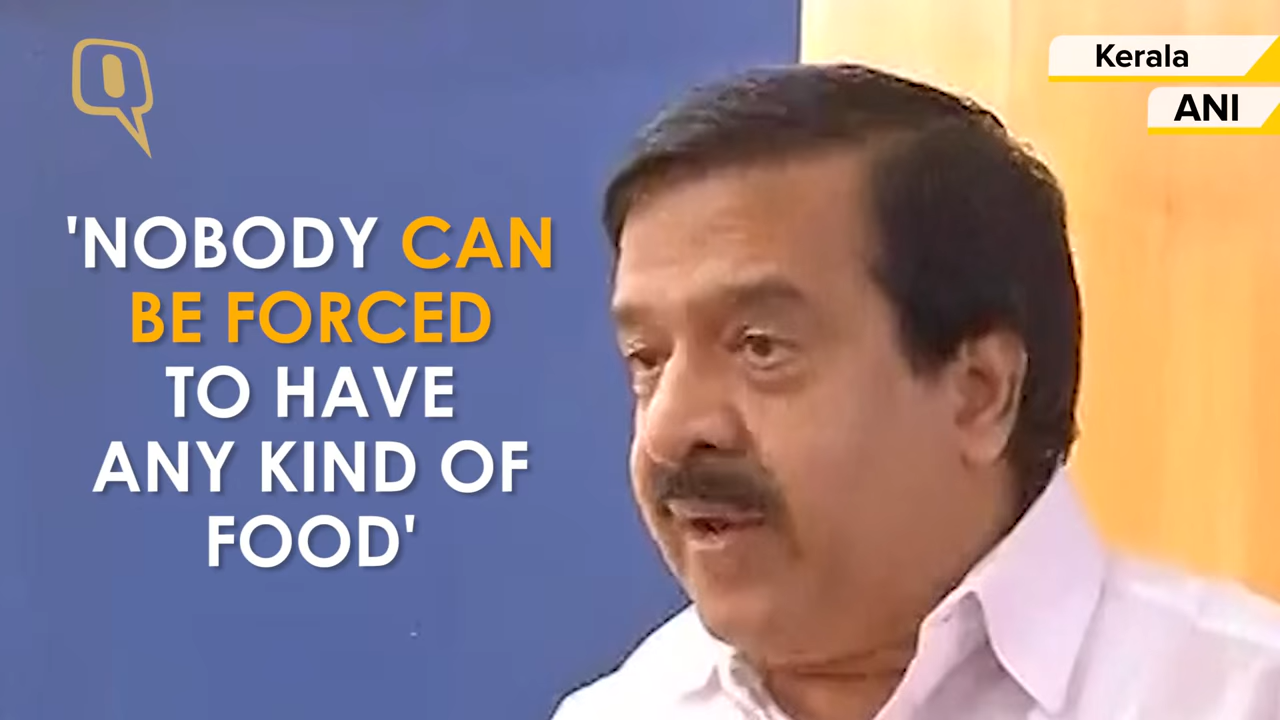 Kerala
ANI
'NOBODY CAN
BE FORCED
TO HAVE
ANY KIND OF
FOOD'